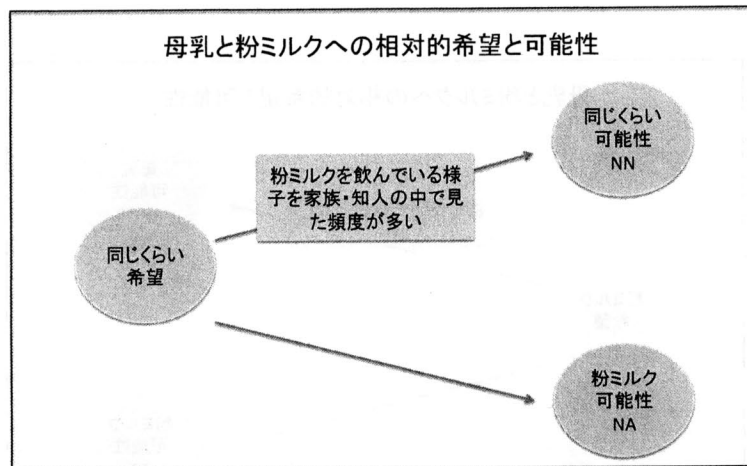 母乳と粉ミルクへの相対的希望と可能性
同じくらい
可能性
NN
粉ミルクを飲んでいる様
子を家族・知人の中で見
た頻度が多い
同じくらい
希望
粉ミルク
可能性
NA